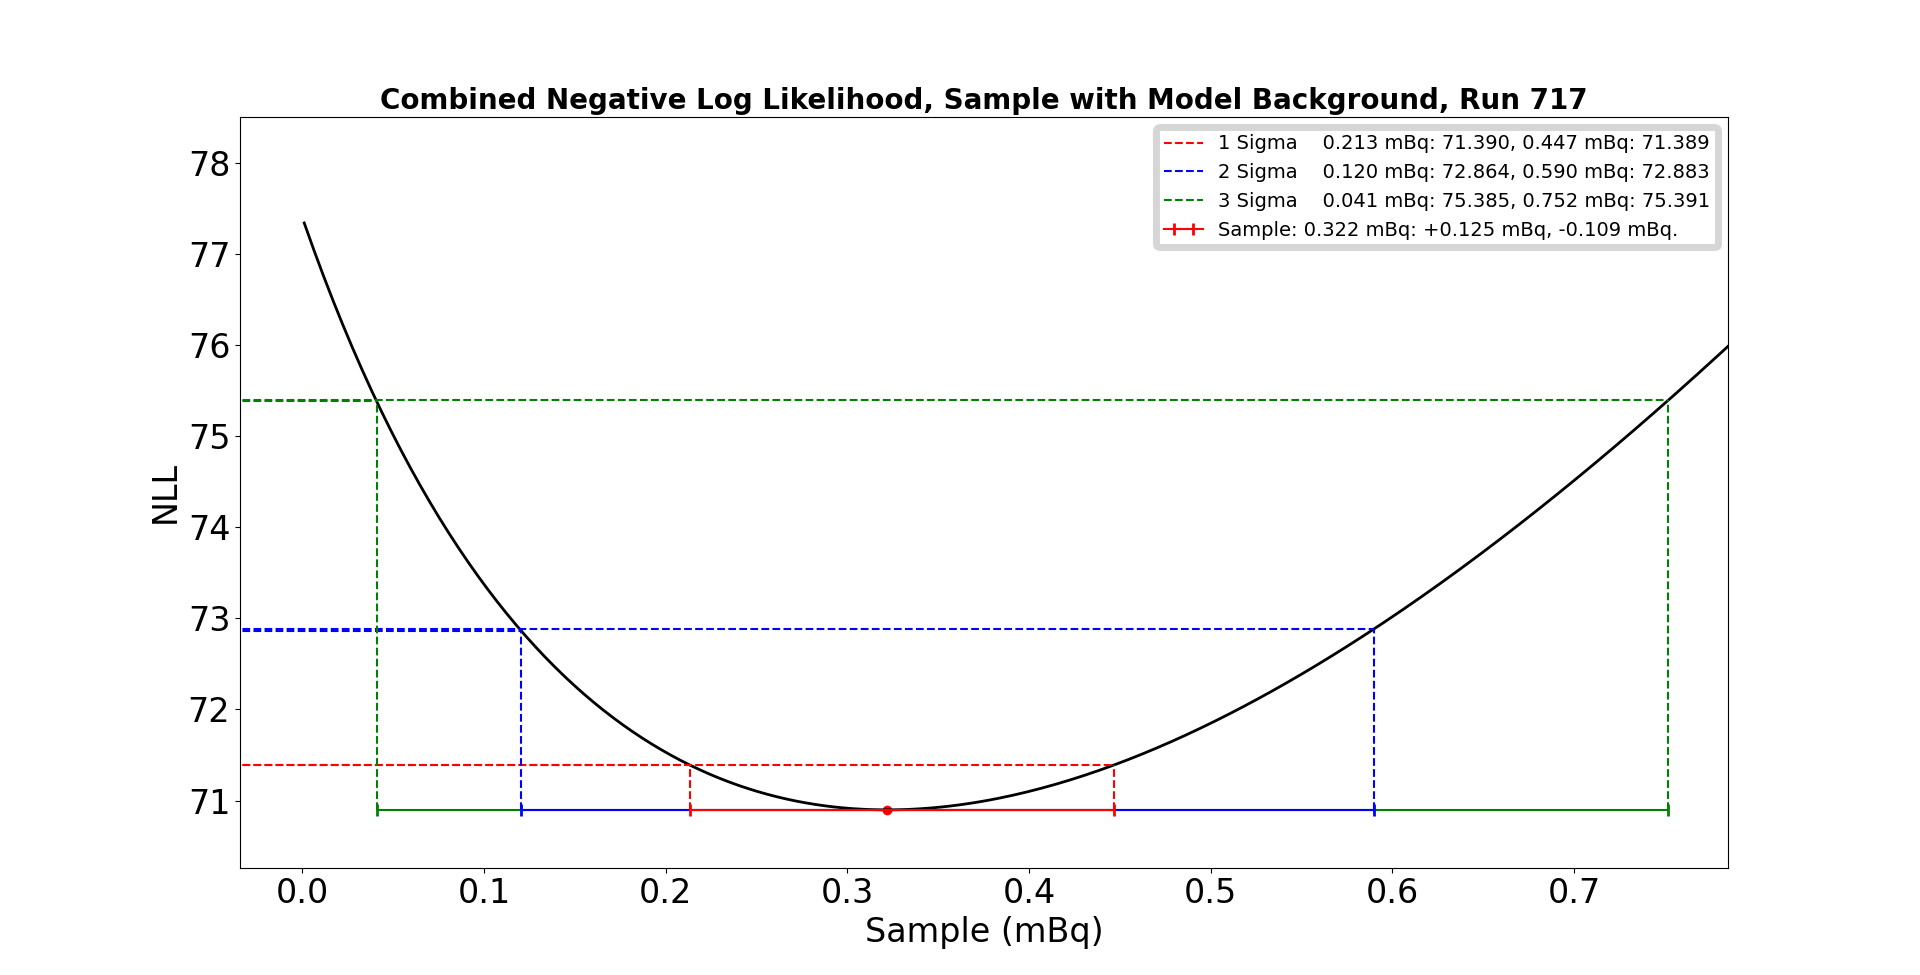 Combined Negative Log Likelihood, Sample with Model Background, Run 717
1 Sigma 0.213 mBq: 71.390, 0.447 mBq: 71.389
2 Sigma 0.120 mBq: 72.864, 0.590 mBq: 72.883
3 Sigma 0.041 mBq: 75.385, 0.752 mBq: 75.391
Sample: 0.322 mBq: +0.125 mBq, -0.109 mBq.
78
77
76
75
74
73
72
71
NLL
0.0 0.1 0.2 0.3 0.4 0.5 0.6 0.7
Sample (mBq)